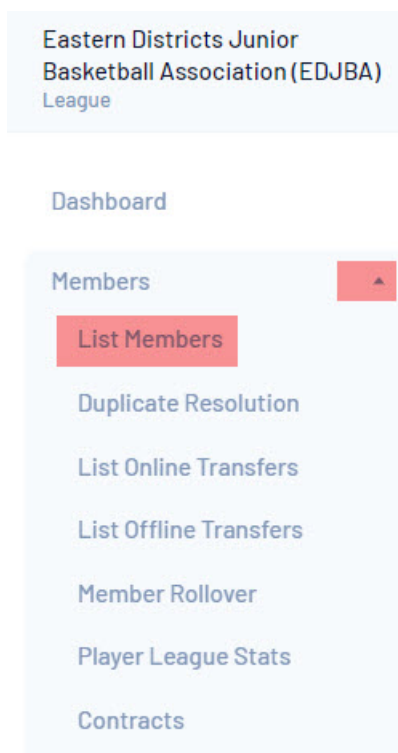 Eastern Districts Junior
Basketball Association (EDJBA)
League
Dashboard
Members
List Members
Duplicate Resolution
List Online Transfers
List Offline Transfers
Member Rollover
Player League Stats
Contracts